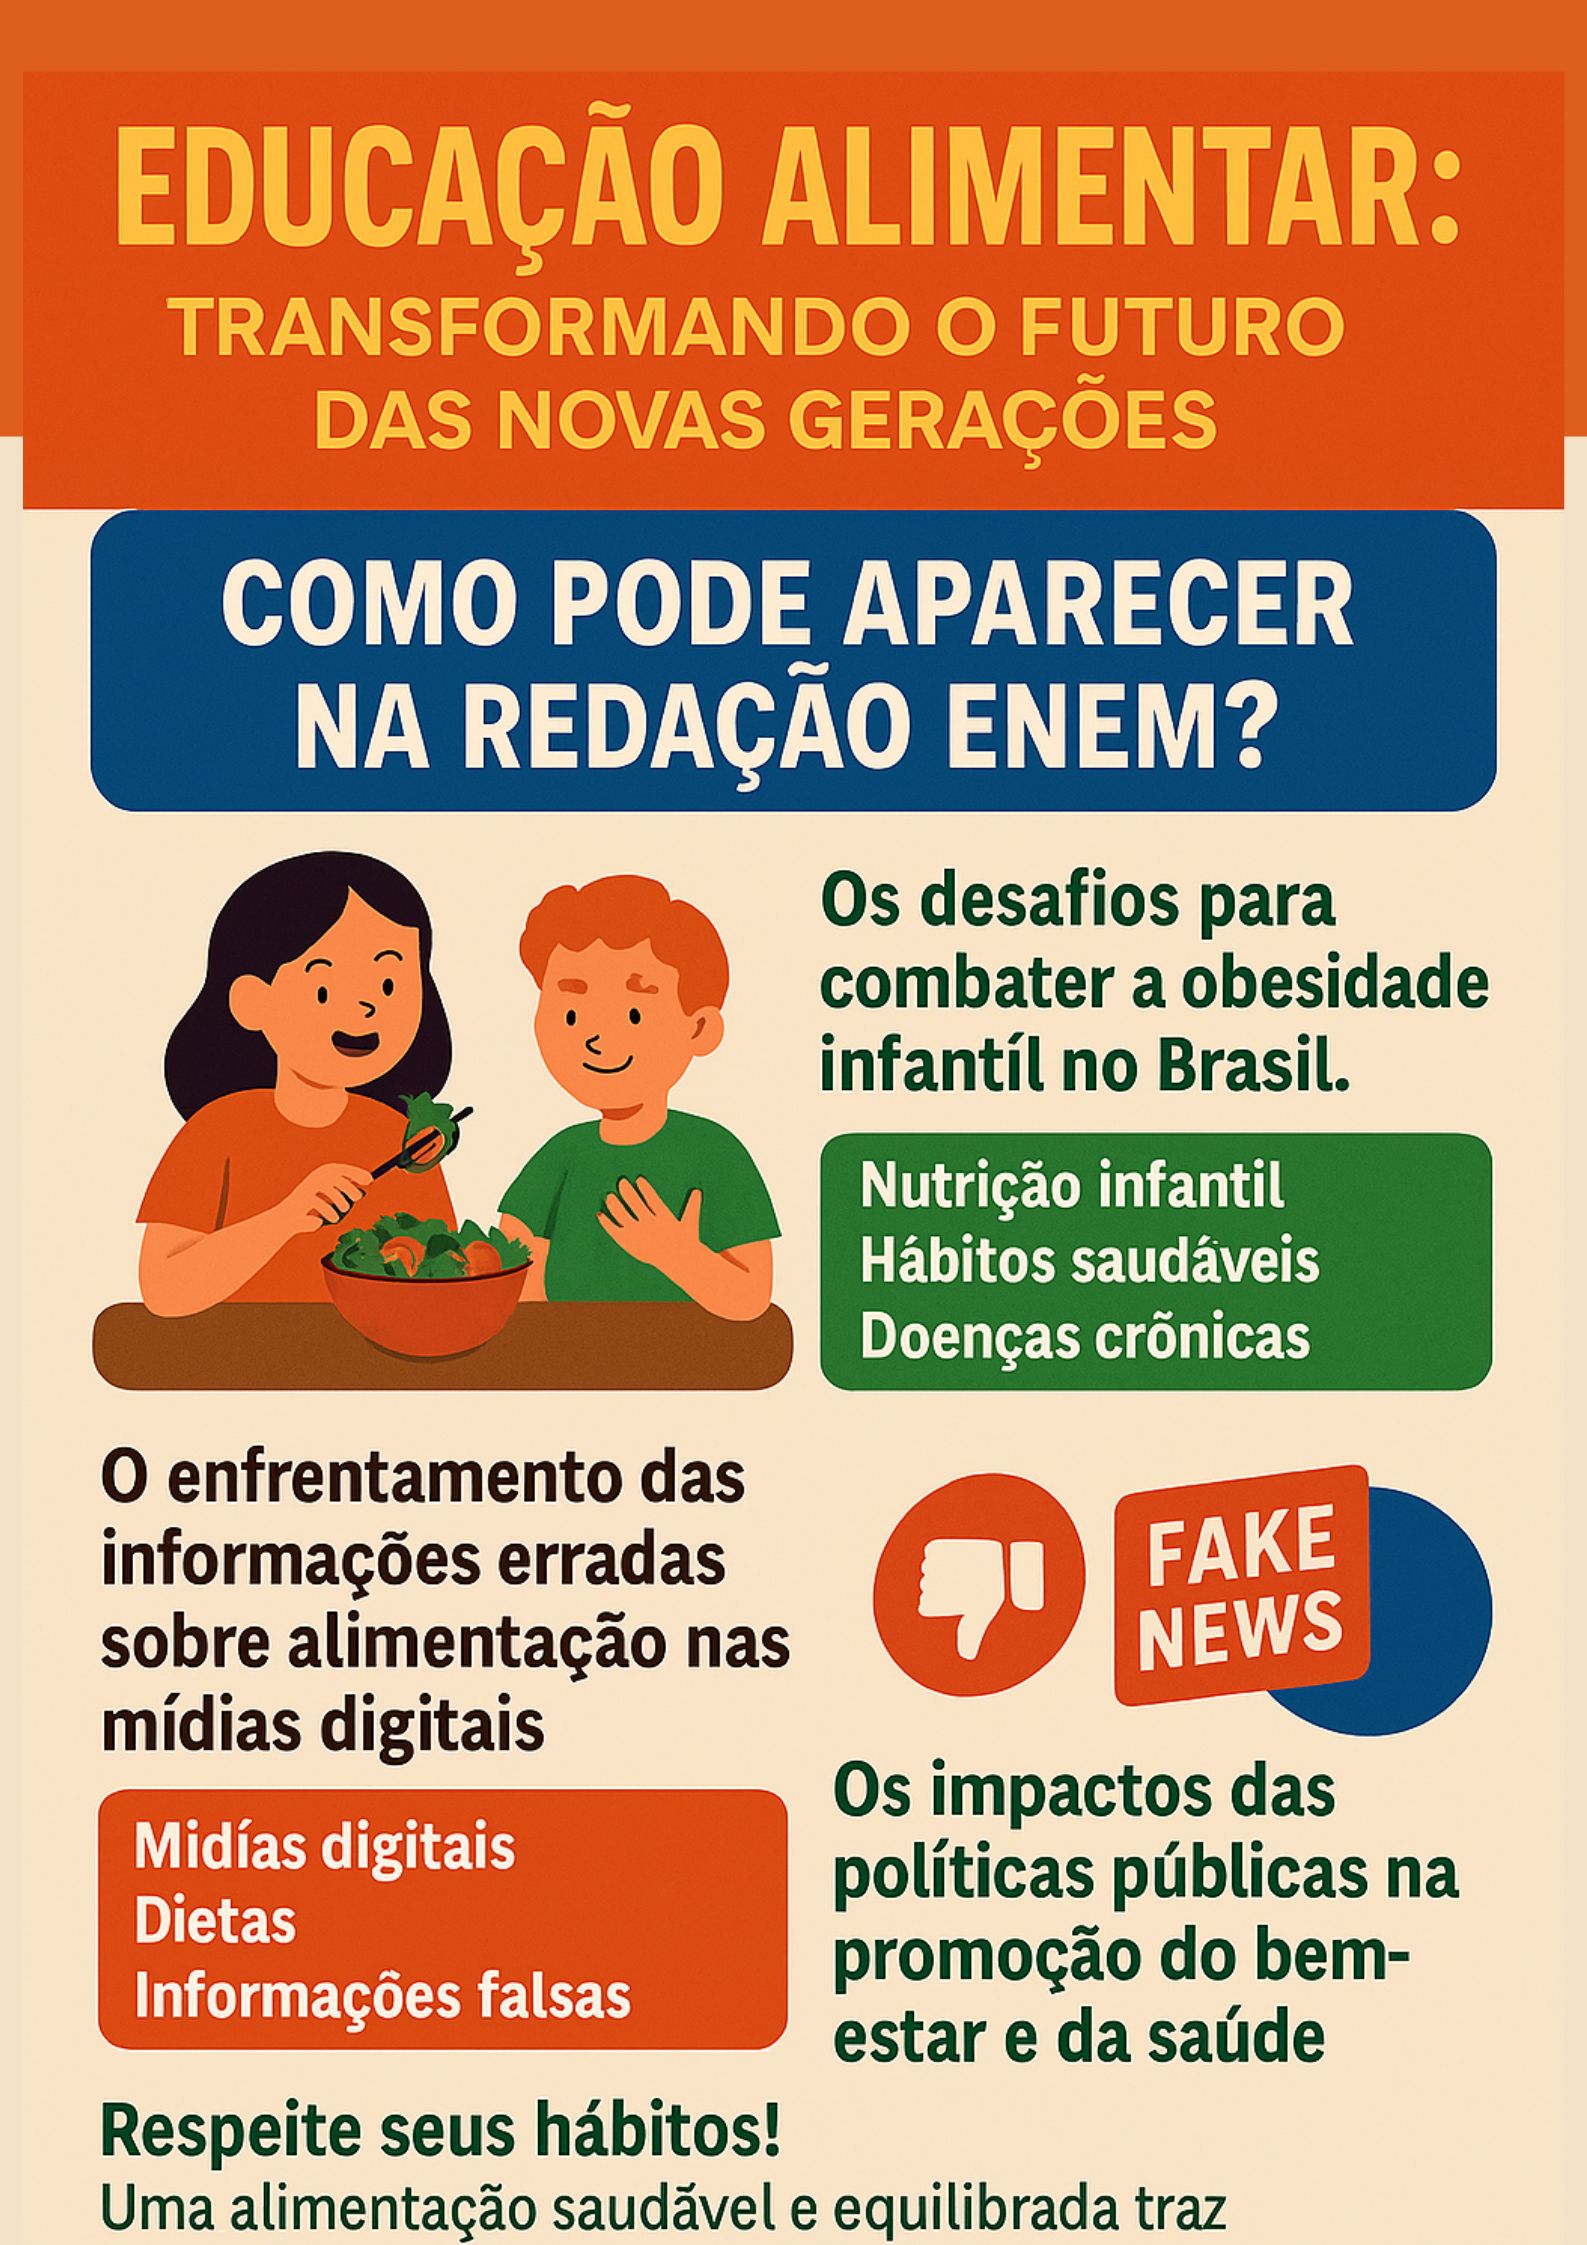 EDUCAÇÃO ALIMENTAR:
TRANSFORMANDO O FUTURO
DAS NOVAS GERAÇÕES
COMO PODE APARECER
NA REDAÇÃO ENEM?
Os desafios para
combater a obesidade
infantíl no Brasil.
Nutrição infantil
Hábitos saudáveis
Doenças crõnicas
O enfrentamento das
informações erradas
sobre alimentação nas
mídias digitais
FAKE
NEWS
Midías digitais
Dietas
Informações falsas
Os impactos das
políticas públicas na
promoção do bem-
estar e da saúde
Respeite seus hábitos!
Uma alimentação saudãvel e equilibrada traz